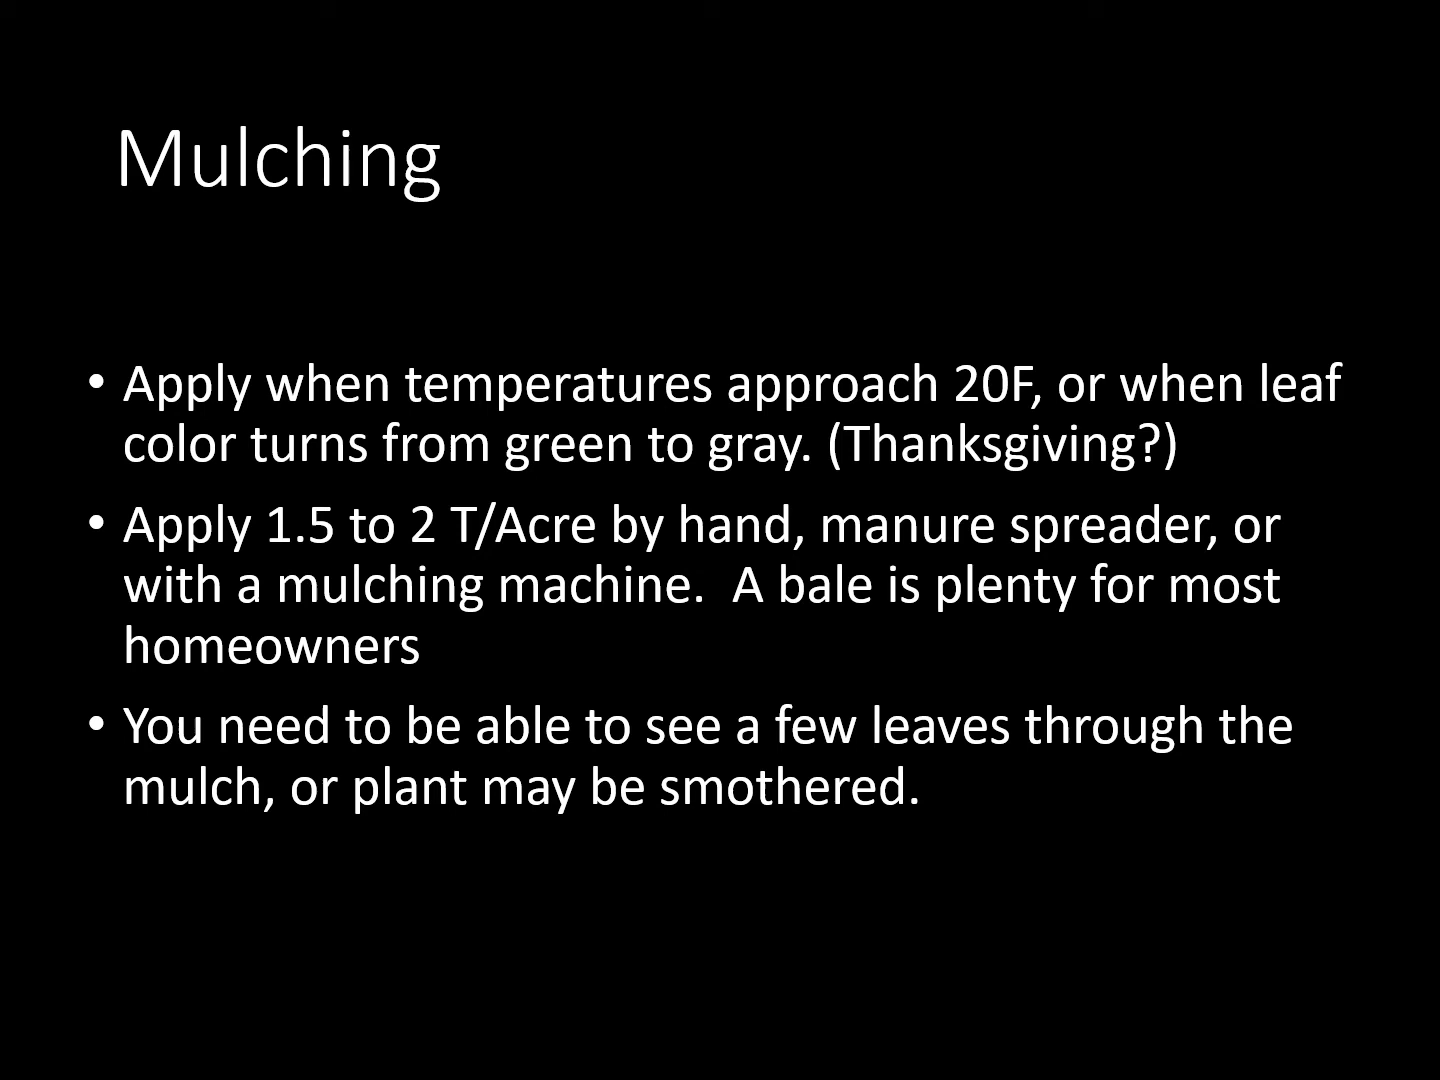 Mulching
• Apply when temperatures approach 20F, or when leaf
color turns from green to gray. (Thanksgiving?)
• Apply 1.5 to 2 T/Acre by hand, manure spreader, or
with a mulching machine.  A bale is plenty for most
homeowners
• You need to be able to see a few leaves through the
mulch, or plant may be smothered.